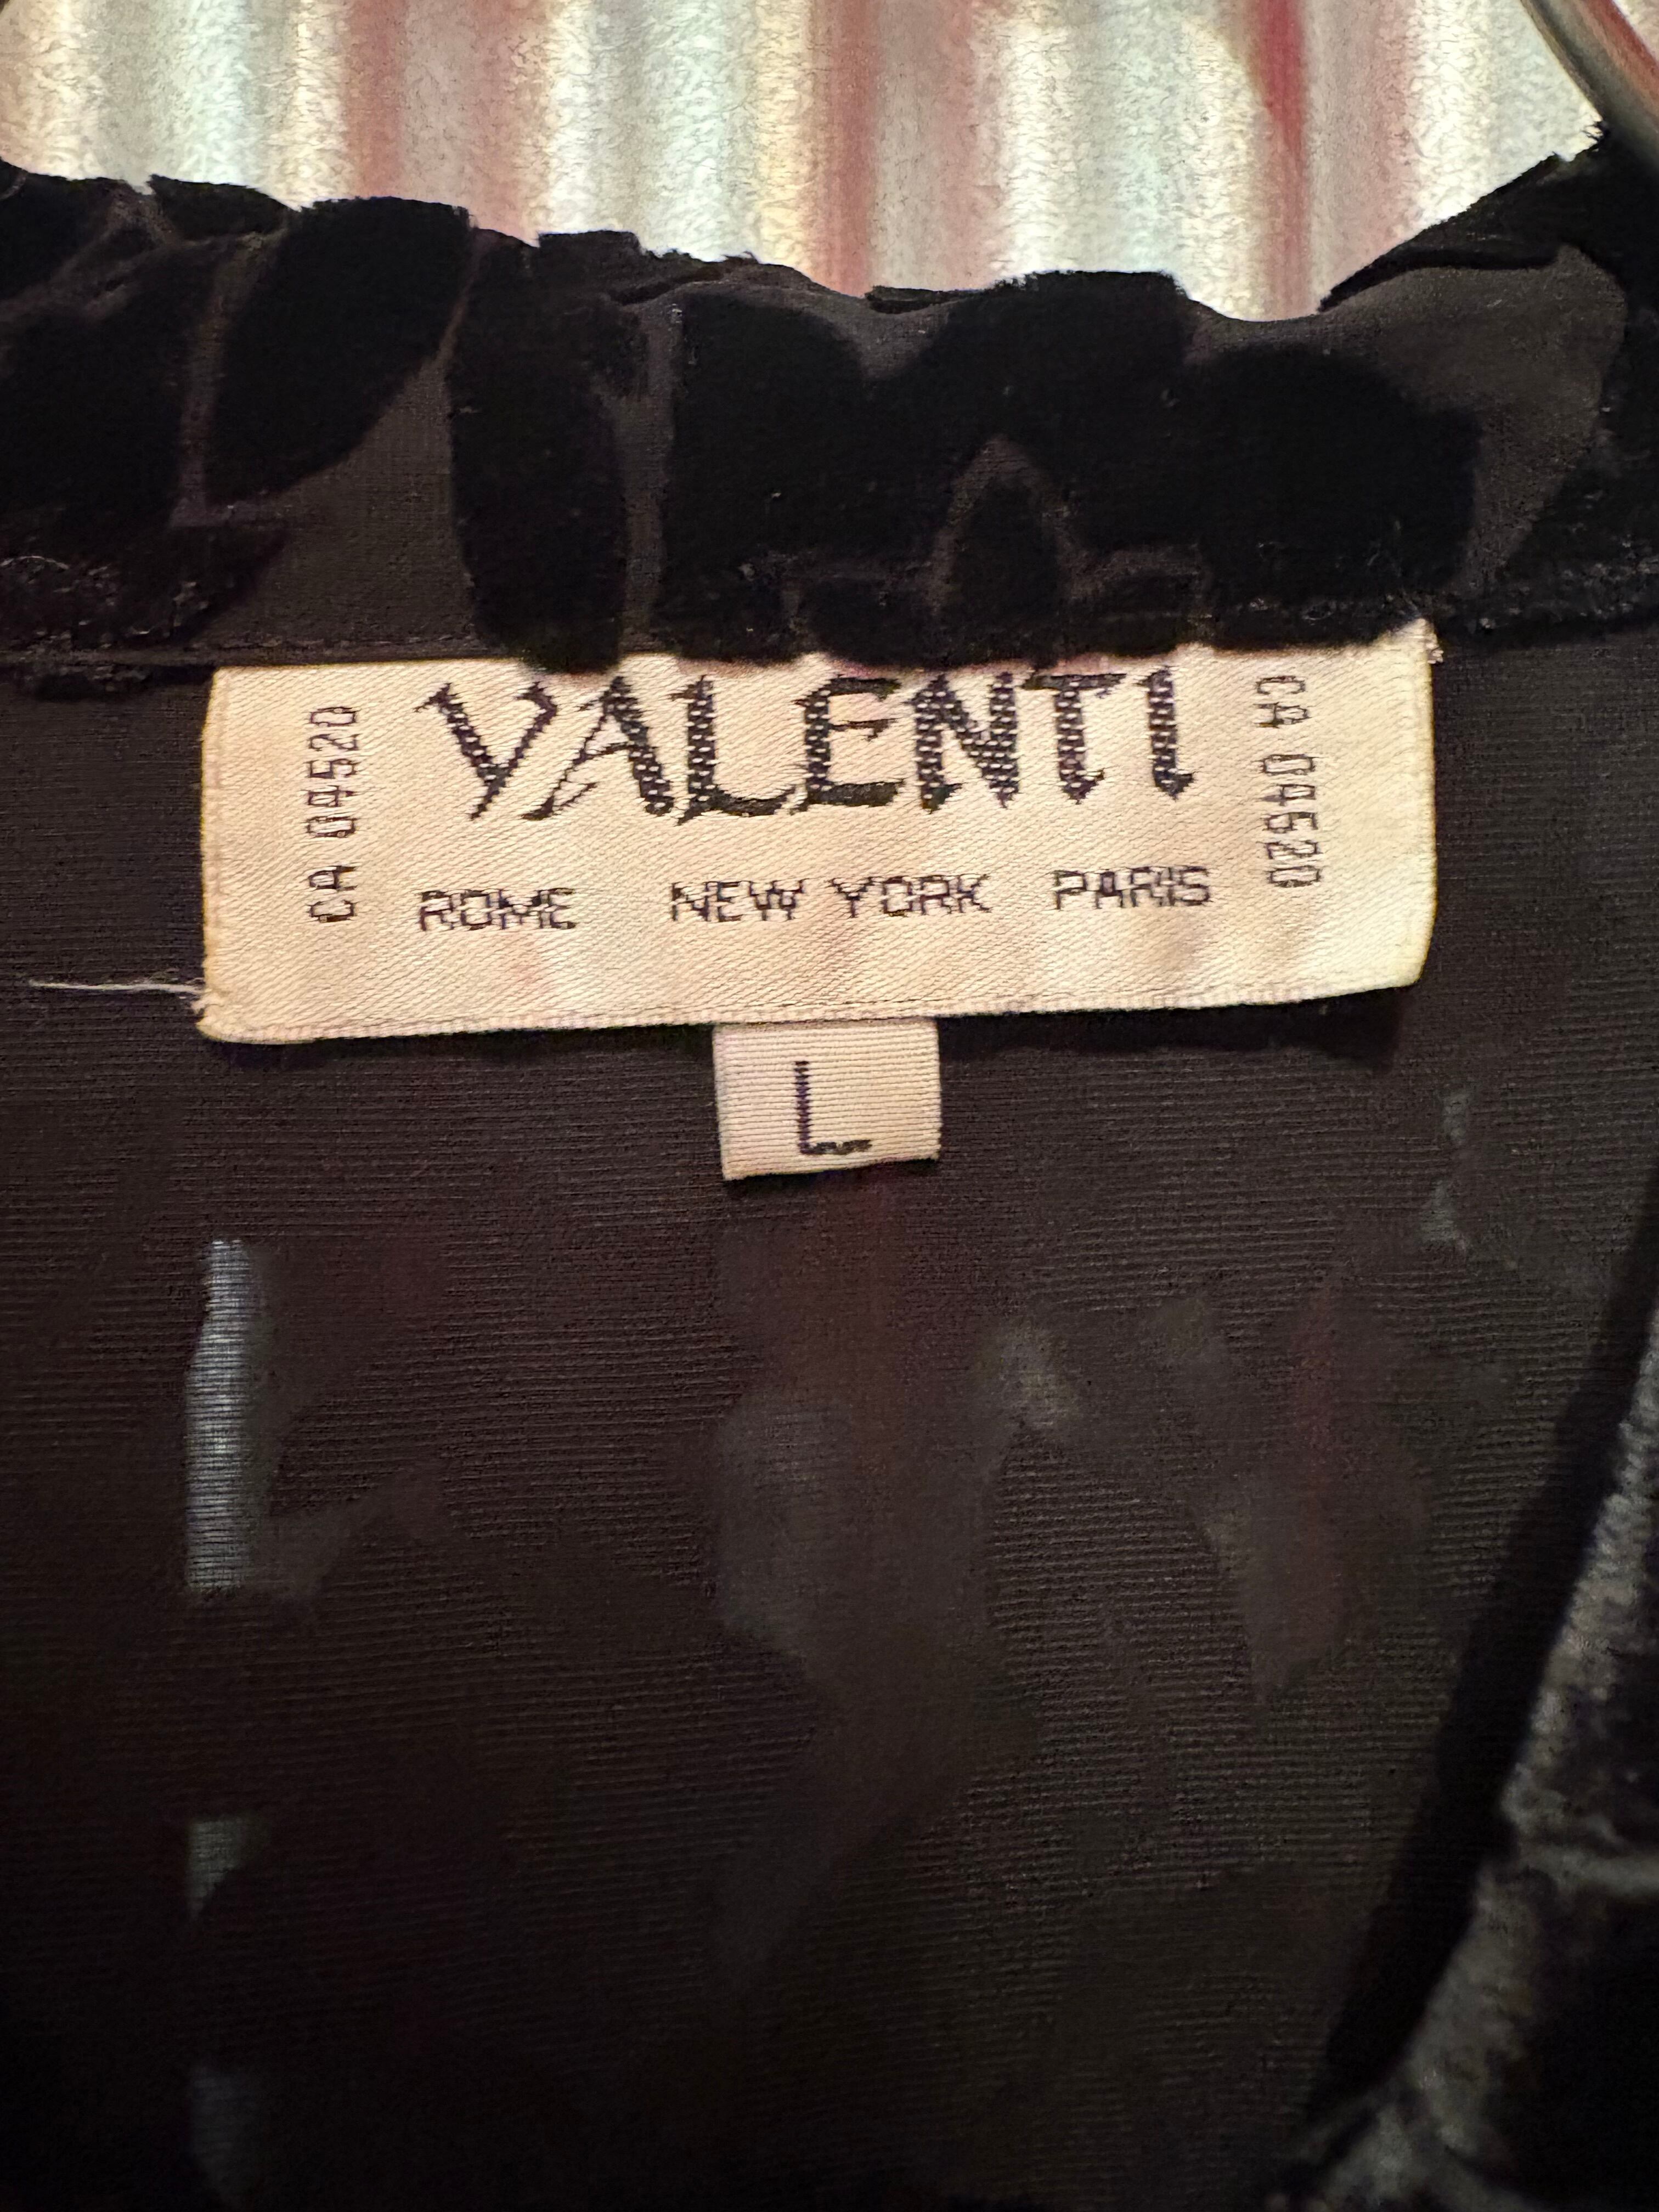 VALENTI
CA 04520
CA 04520
ROME NEW YORK PARIS
L